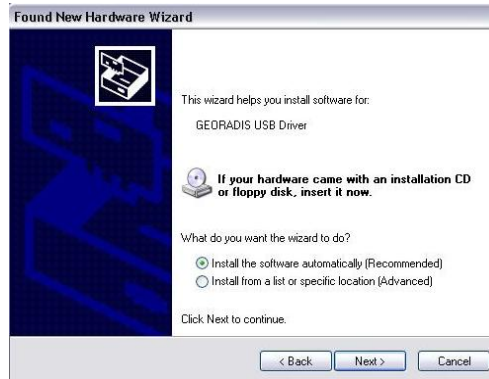 Found New Hardware Wizard
This wizard helps you install software for:
GEORADIS USB Driver
If your hardware came with an installation CD
or floppy disk, insert it now.
What do you want the wizard to do?
Install the software automatically (Recommended)
Install from a list or specific location (Advanced)
Click Next to continue.
< Back Next > Cancel